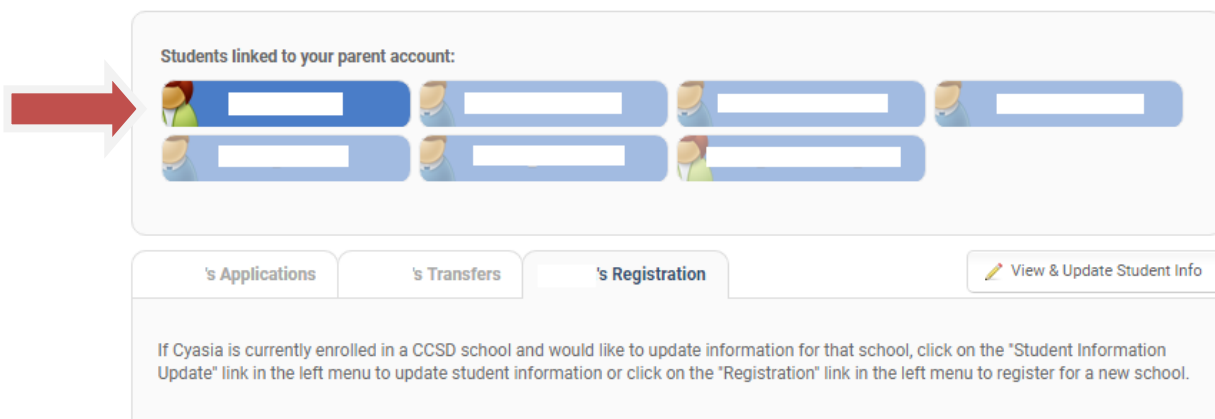 Students linked to your parent account:
's Applications
's Transfers
's Registration
View & Update Student Info
If Cyasia is currently enrolled in a CCSD school and would like to update information for that school, click on the "Student Information
Update" link in the left menu to update student information or click on the "Registration" link in the left menu to register for a new school.